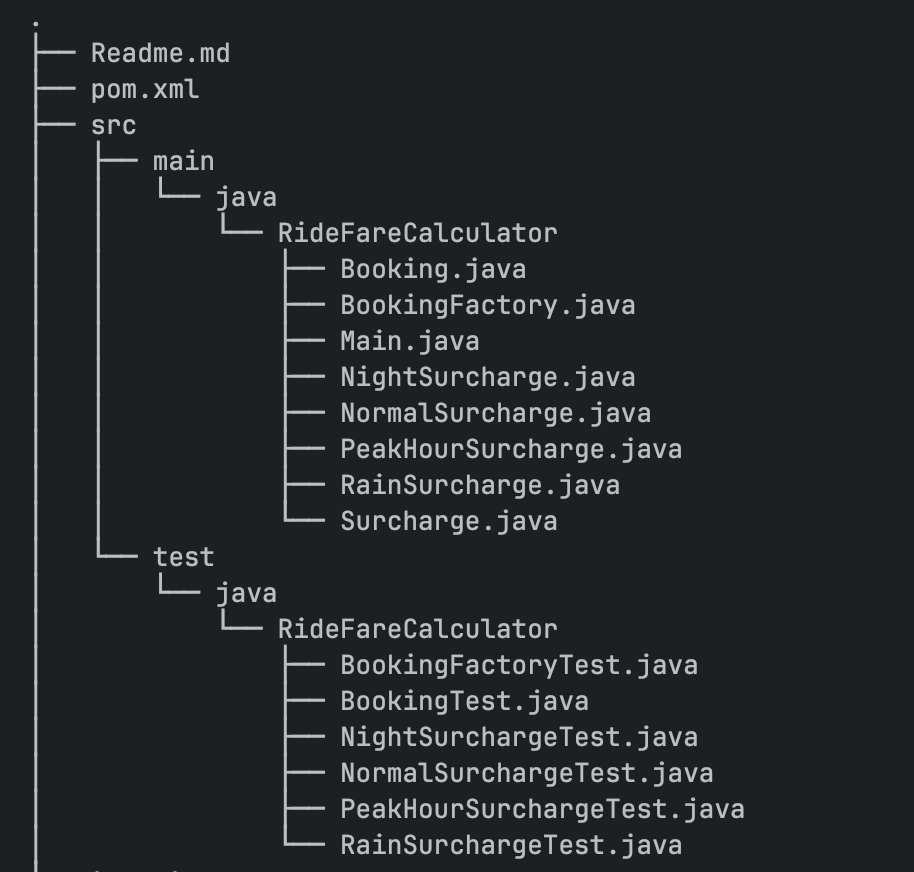 .
├── Readme.md
├── pom.xml
├── src
│   ├── main
│   │   └── java
│   │       └── RideFareCalculator
│   │           ├── Booking.java
│   │           ├── BookingFactory.java
│   │           ├── Main.java
│   │           ├── NightSurcharge.java
│   │           ├── NormalSurcharge.java
│   │           ├── PeakHourSurcharge.java
│   │           ├── RainSurcharge.java
│   │           └── Surcharge.java
│   └── test
│       └── java
│           └── RideFareCalculator
│               ├── BookingFactoryTest.java
│               ├── BookingTest.java
│               ├── NightSurchargeTest.java
│               ├── NormalSurchargeTest.java
│               ├── PeakHourSurchargeTest.java
│               └── RainSurchargeTest.java